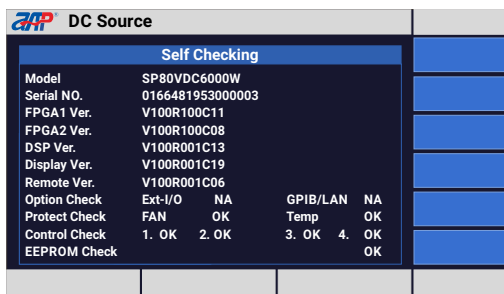 AAP DC Source
Self Checking
Model SP80VDC6000W
Serial NO. 0166481953000003
FPGA1 Ver. V100R100C11
FPGA2 Ver. V100R100C08
DSP Ver. V100R001C13
Display Ver. V100R001C19
Remote Ver. V100R001C06
Option Check Ext-I/O NA GPIB/LAN NA
Protect Check FAN OK Temp OK
Control Check 1. OK 2. OK 3. OK 4. OK
EEPROM Check OK